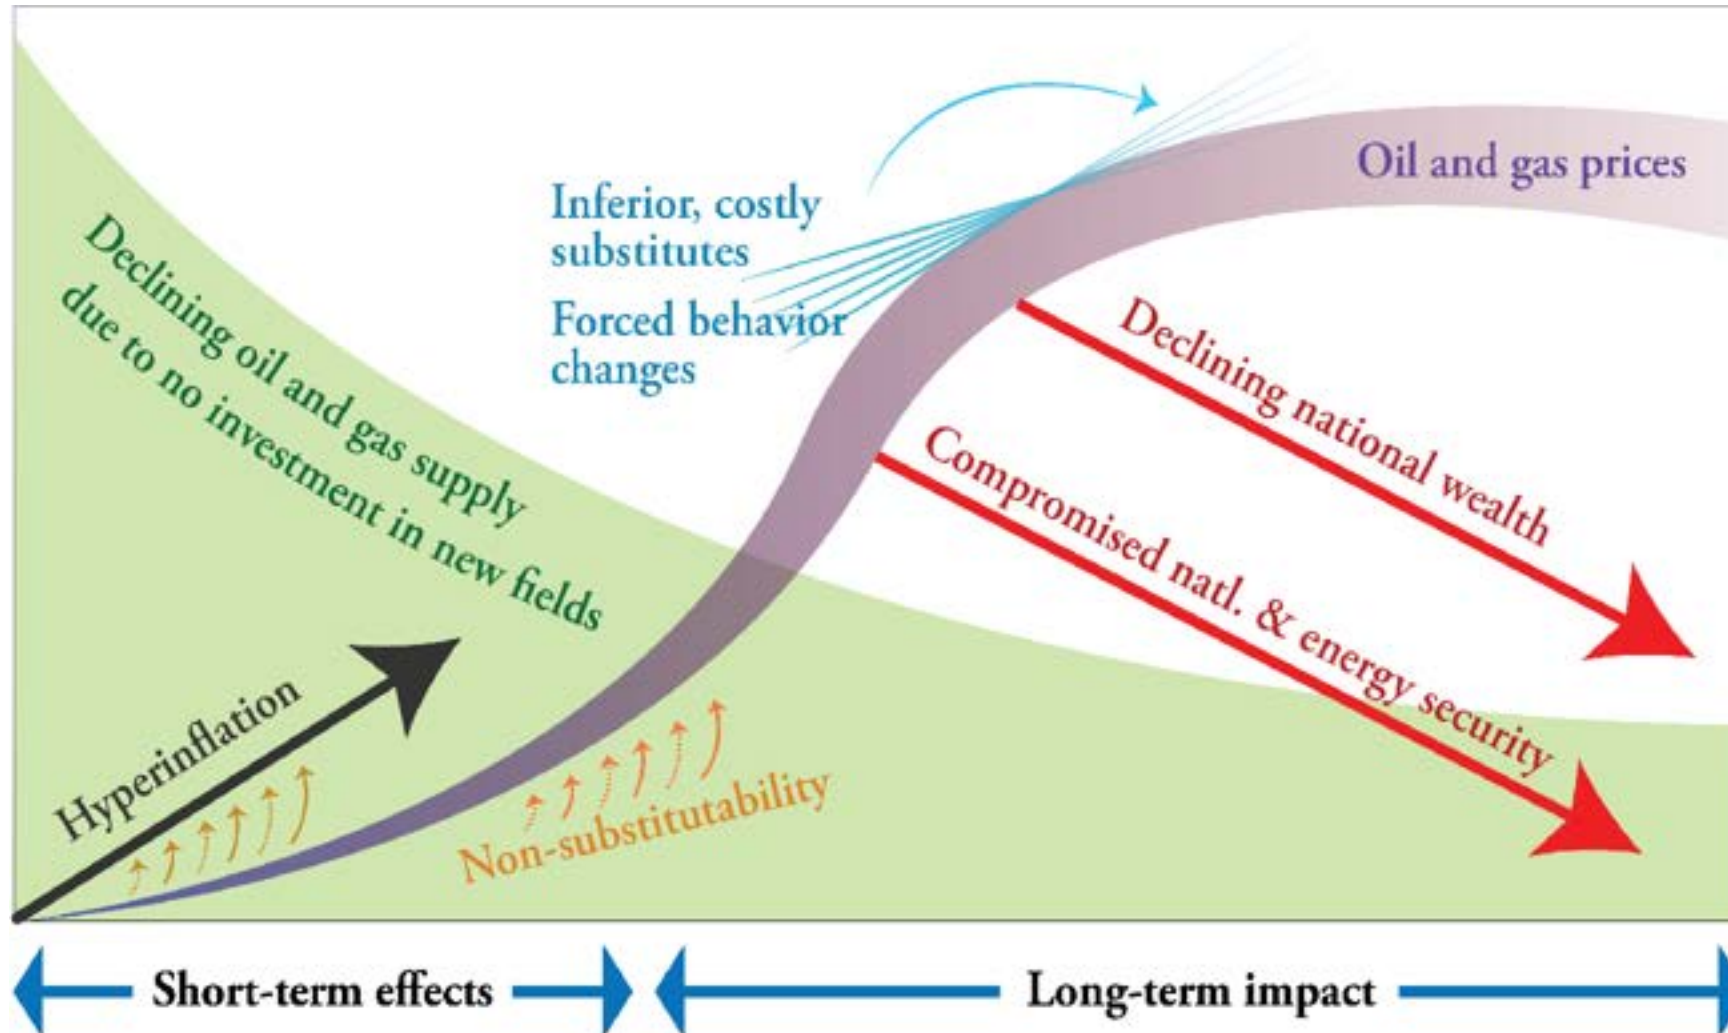 Oil and gas prices
Inferior, costly
substitutes
Forced behavior
changes
Declining oil and gas supply
due to no investment in new fields
Declining national wealth
Compromised natl. & energy security
Hyperinflation
Non-substitutability
Short-term effects
Long-term impact